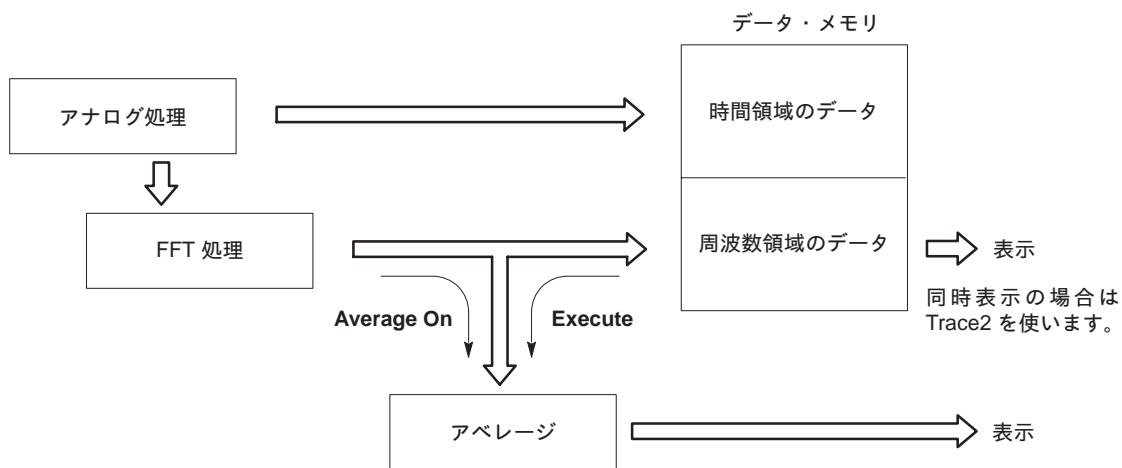 データ・メモリ
アナログ処理
時間領域のデータ
FFT 処理
周波数領域のデータ
表示
同時表示の場合は
Trace2 を使います。
Average On
Execute
アベレージ
表示